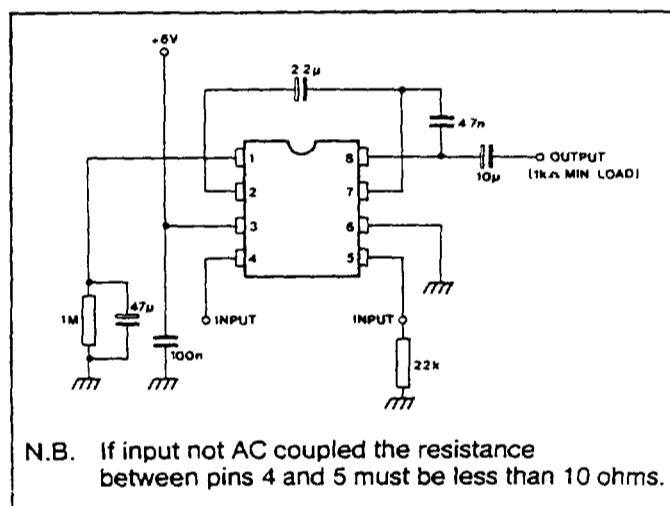 +6V
2 2µ
4 7n
1
8
OUTPUT
10µ
(1kΩ MIN LOAD)
2
7
3
6
4
5
1M
47µ
100n
INPUT
INPUT
22k
N.B. If input not AC coupled the resistance
between pins 4 and 5 must be less than 10 ohms.